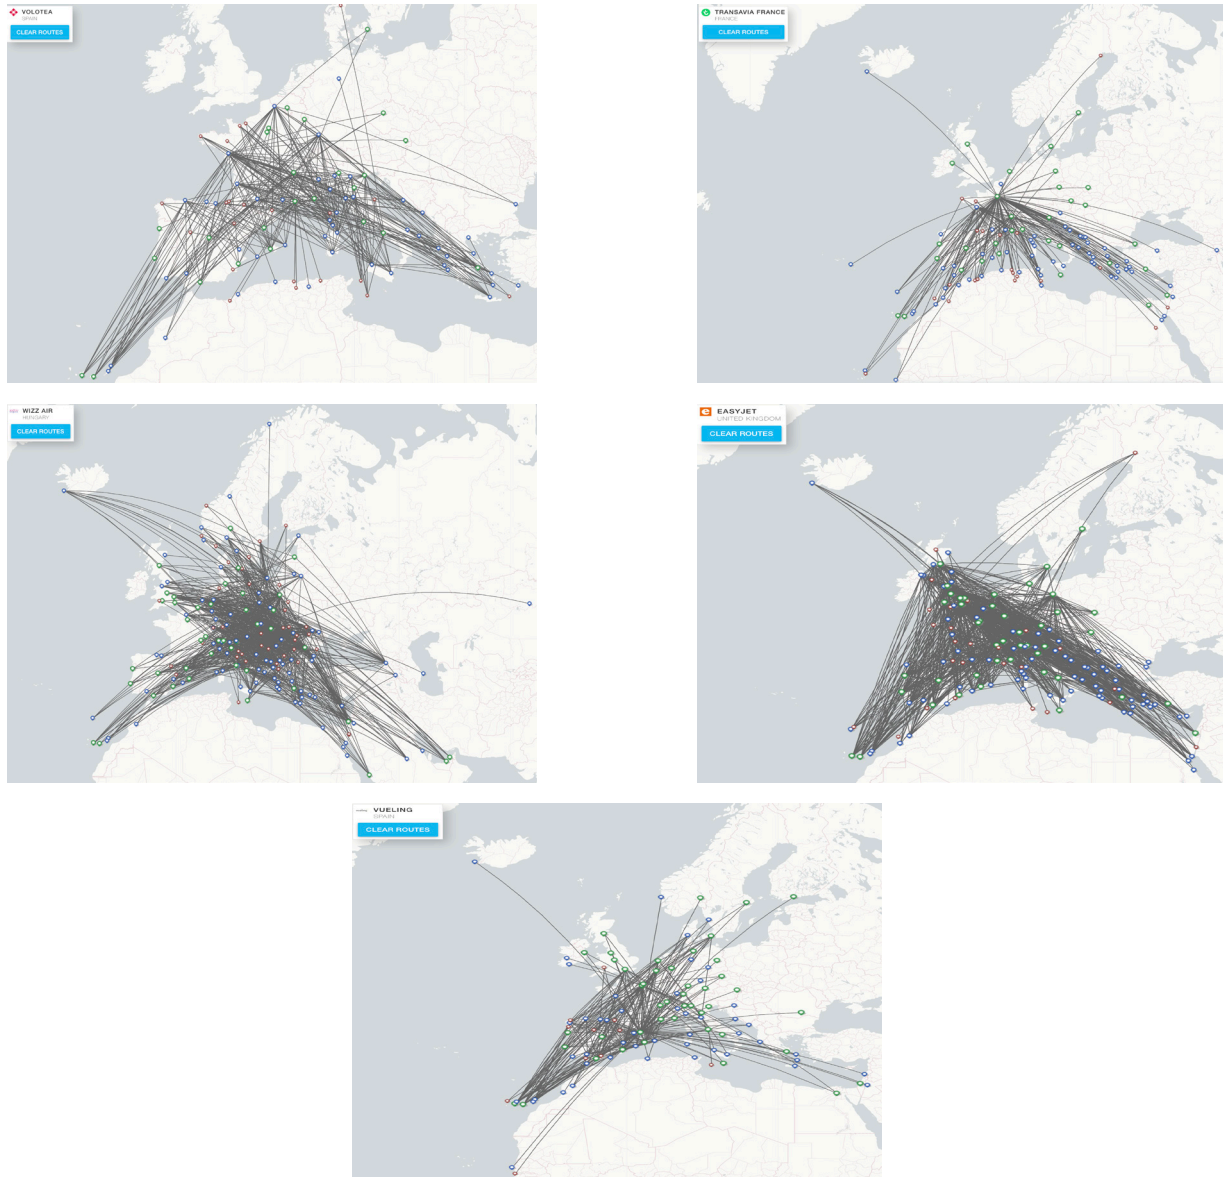 VOLOTEA
SPAIN
CLEAR ROUTES
TRANSAVIA FRANCE
FRANCE
CLEAR ROUTES
WIZZ AIR
HUNGARY
CLEAR ROUTES
e EASYJET
UNITED KINGDOM
CLEAR ROUTES
VUELING
SPAIN
CLEAR ROUTES